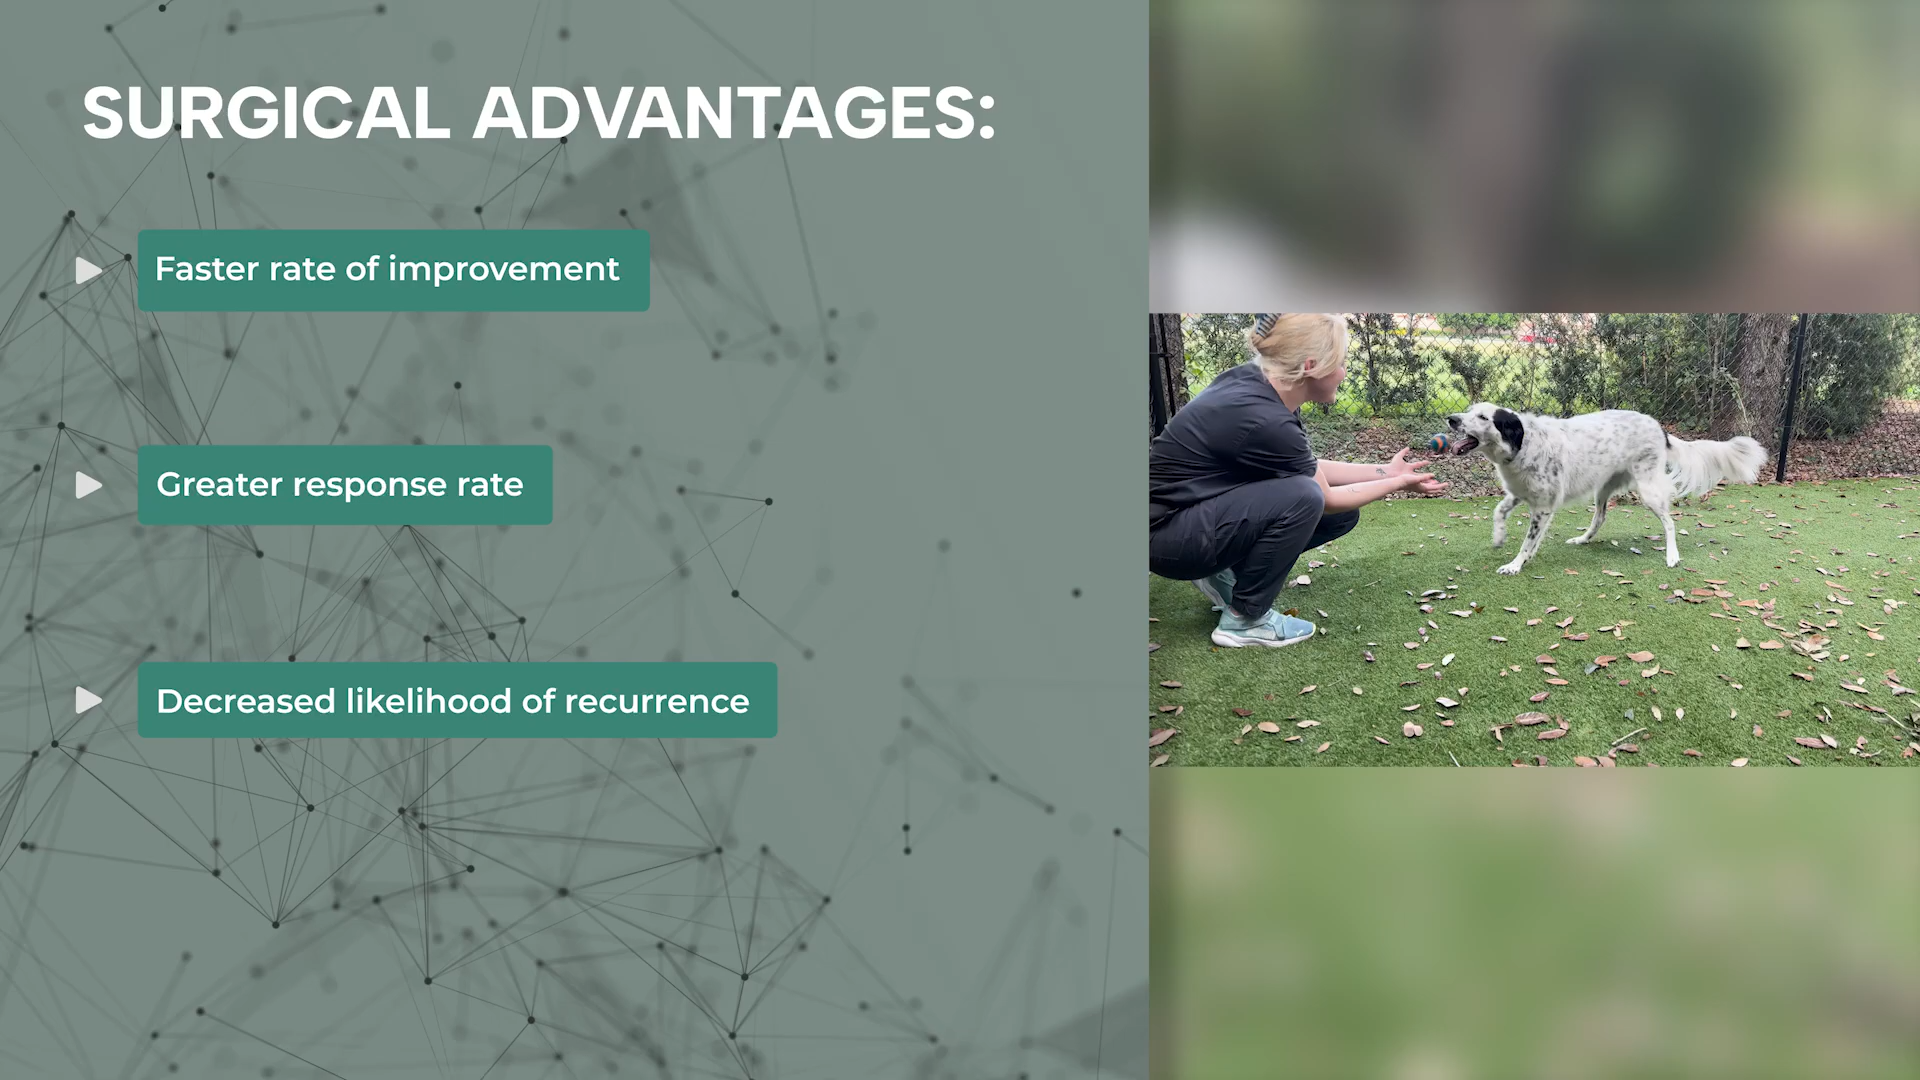 SURGICAL ADVANTAGES:
Faster rate of improvement
Greater response rate
Decreased likelihood of recurrence